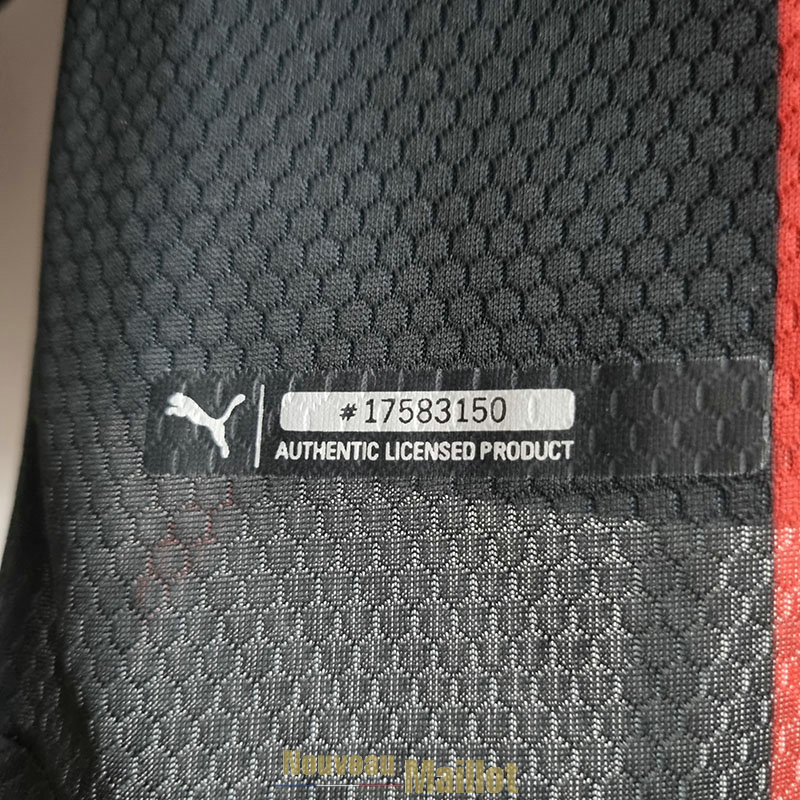 #17583150
AUTHENTIC LICENSED PRODUCT
Nouveau Maillot